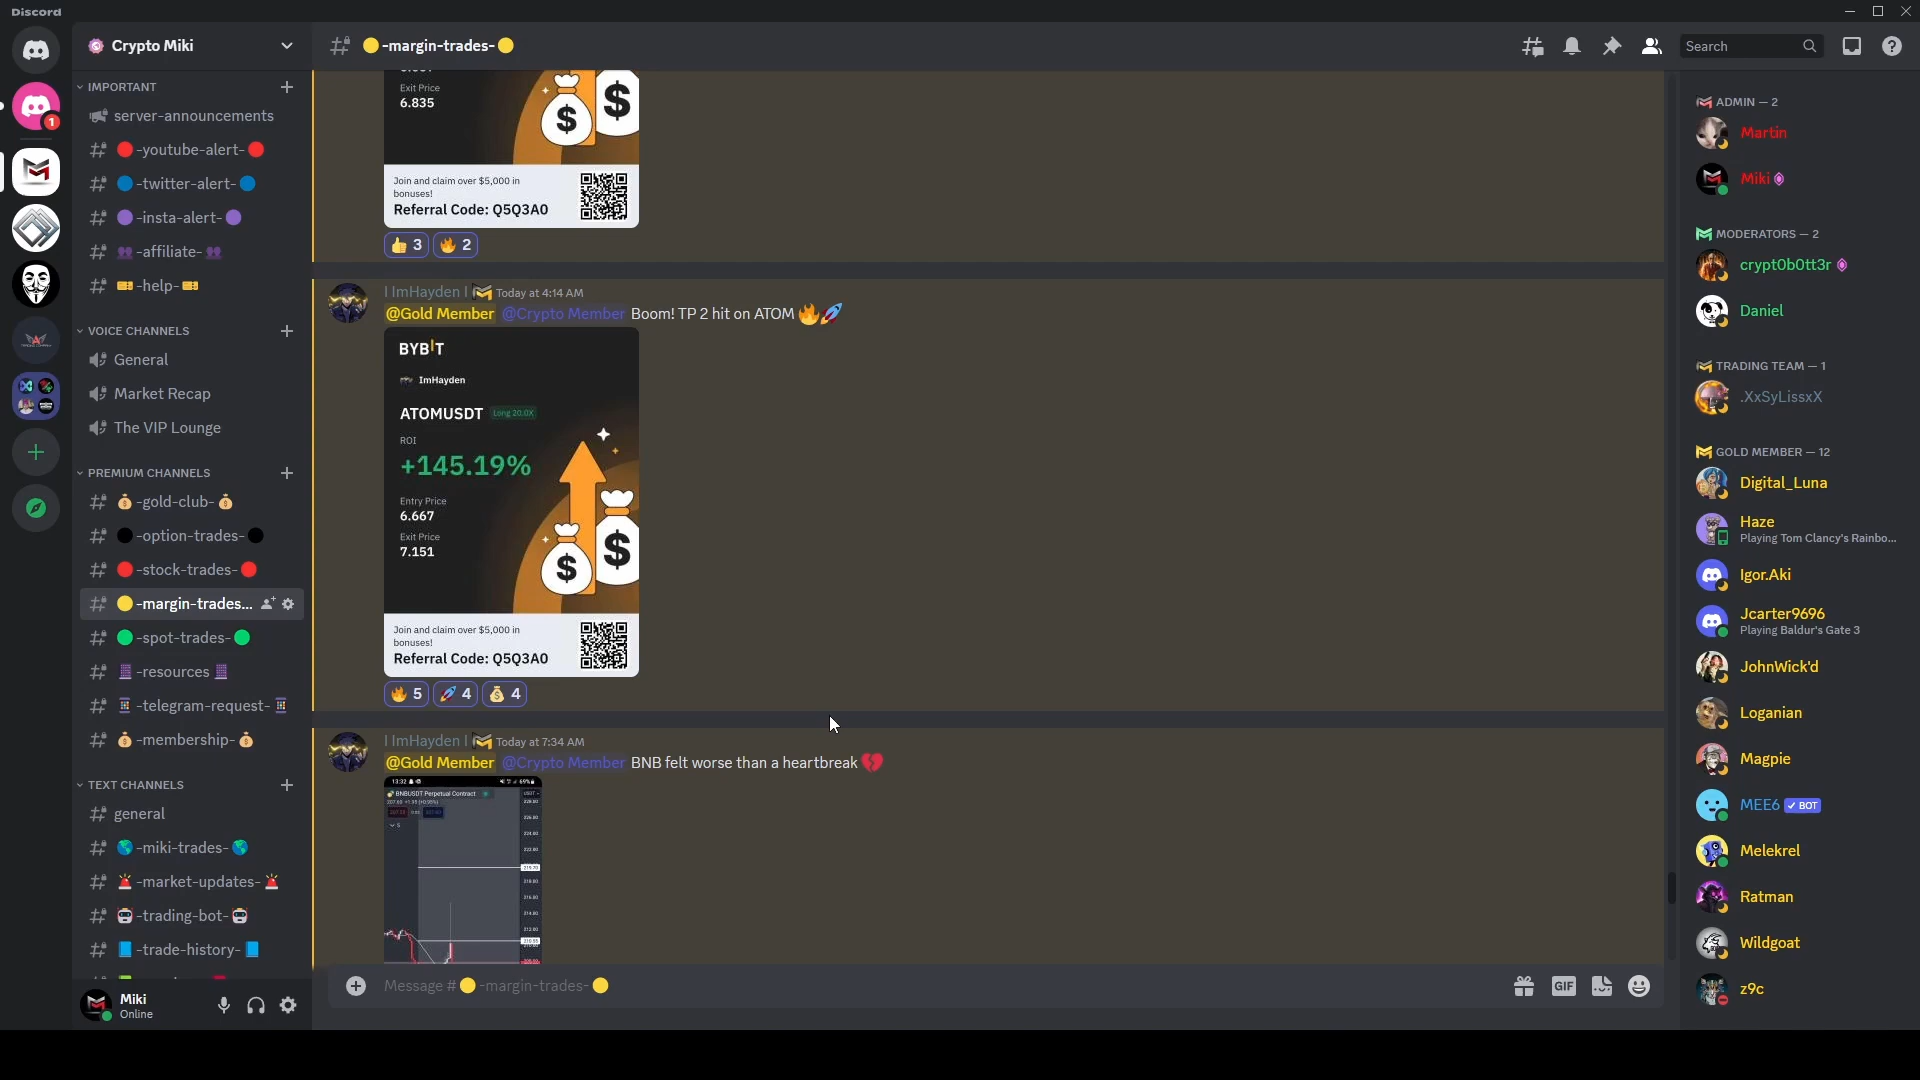 Discord
Crypto Miki
IMPORTANT
server-announcements
-youtube-alert-
-twitter-alert-
-insta-alert-
-affiliate-
-help-
VOICE CHANNELS
General
Market Recap
The VIP Lounge
PREMIUM CHANNELS
-gold-club-
-option-trades-
-stock-trades-
-margin-trades...
-spot-trades-
-resources
-telegram-request-
-membership-
TEXT CHANNELS
general
-miki-trades-
-market-updates-
-trading-bot-
-trade-history-
Miki
Online
1
-margin-trades-
Search
Exit Price
6.835
Join and claim over $5,000 in
bonuses!
Referral Code: Q5Q3A0
👍 3 🔥 2
| ImHayden | Today at 4:14 AM
@Gold Member @Crypto Member Boom! TP 2 hit on ATOM 🔥🚀
BYBIT
ImHayden
ATOMUSDT Long 20.0X
ROI
+145.19%
Entry Price
6.667
Exit Price
7.151
Join and claim over $5,000 in
bonuses!
Referral Code: Q5Q3A0
🔥 5 🚀 4 💰 4
| ImHayden | Today at 7:34 AM
@Gold Member @Crypto Member BNB felt worse than a heartbreak 💔
13:32 69%
BNBUSDT Perpetual Contract
Message # -margin-trades-
GIF
ADMIN — 2
Martin
Miki
MODERATORS — 2
crypt0b0tt3r
Daniel
TRADING TEAM — 1
.XxSyLissxX
GOLD MEMBER — 12
Digital_Luna
Haze
Playing Tom Clancy's Rainbo...
Igor.Aki
Jcarter9696
Playing Baldur's Gate 3
JohnWick'd
Loganian
Magpie
MEE6 ✓ BOT
Melekrel
Ratman
Wildgoat
z9c